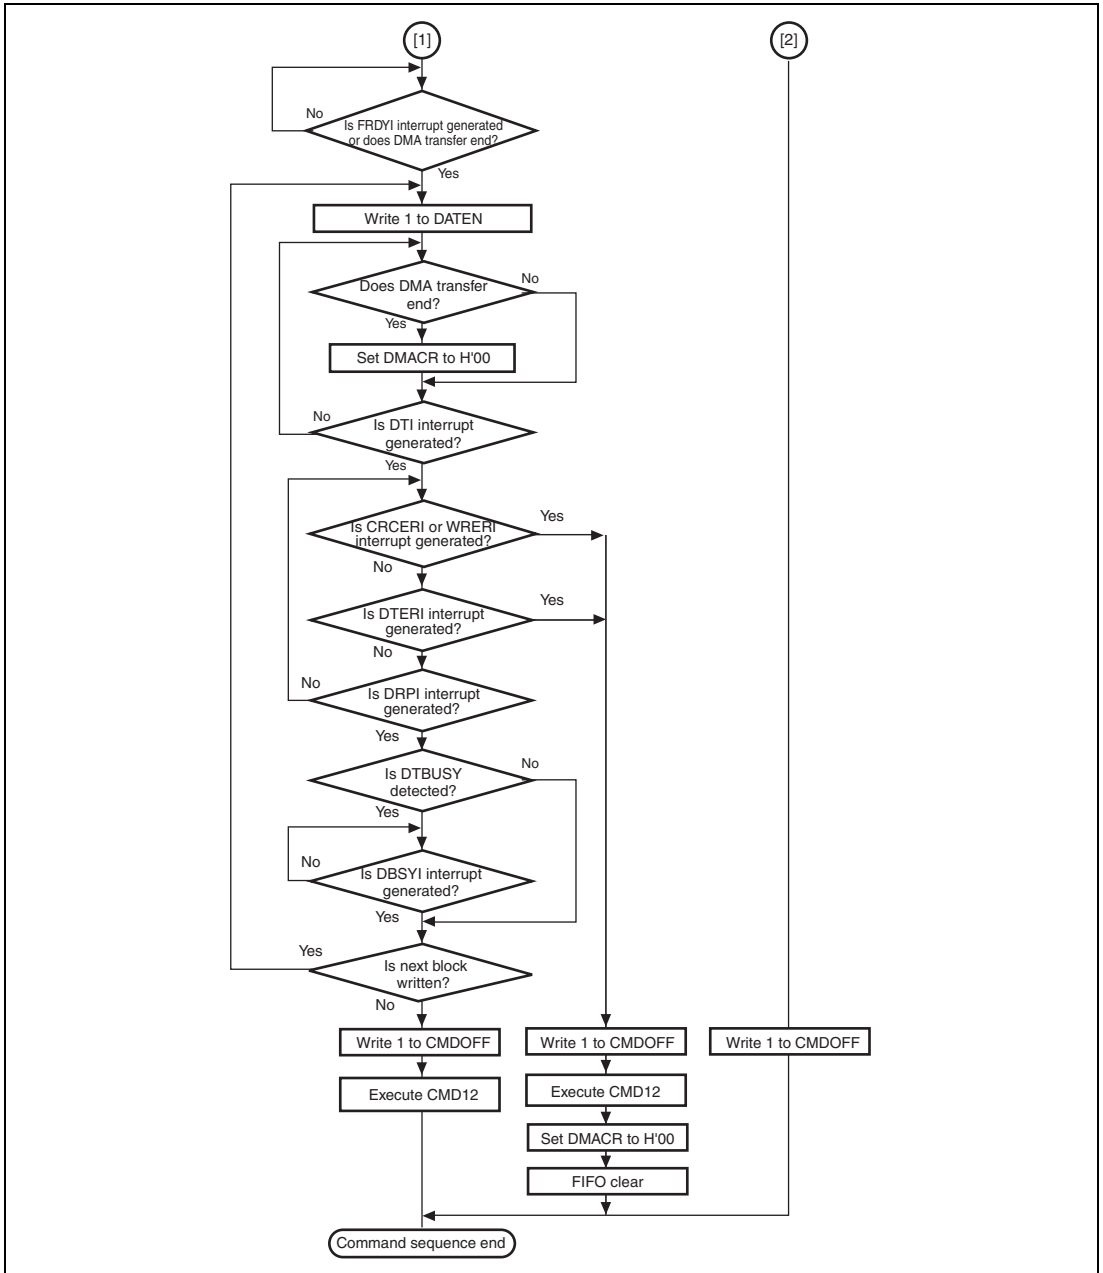 [1]
[2]
No
Is FRDYI interrupt generated
or does DMA transfer end?
Yes
Write 1 to DATEN
Does DMA transfer
end?
No
Yes
Set DMACR to H'00
No
Is DTI interrupt
generated?
Yes
Is CRCERI or WRERI
interrupt generated?
Yes
No
Is DTERI interrupt
generated?
Yes
No
No
Is DRPI interrupt
generated?
Yes
Is DTBUSY
detected?
No
Yes
No
Is DBSYI interrupt
generated?
Yes
Yes
Is next block
written?
No
Write 1 to CMDOFF
Write 1 to CMDOFF
Write 1 to CMDOFF
Execute CMD12
Execute CMD12
Set DMACR to H'00
FIFO clear
Command sequence end